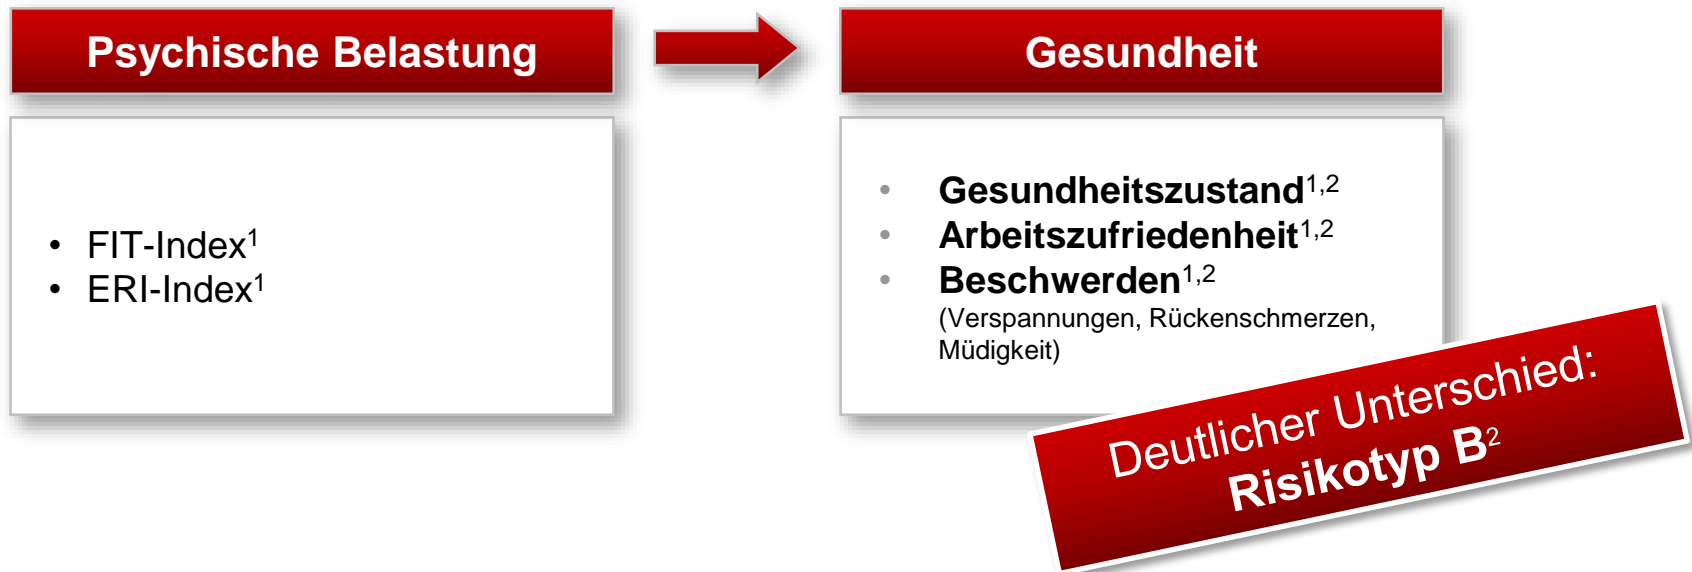 Psychische Belastung
Gesundheit
• FIT-Index¹
• ERI-Index¹
• Gesundheitszustand¹,²
• Arbeitszufriedenheit¹,²
• Beschwerden¹,²
(Verspannungen, Rückenschmerzen,
Müdigkeit)
Deutlicher Unterschied:
Risikotyp B²